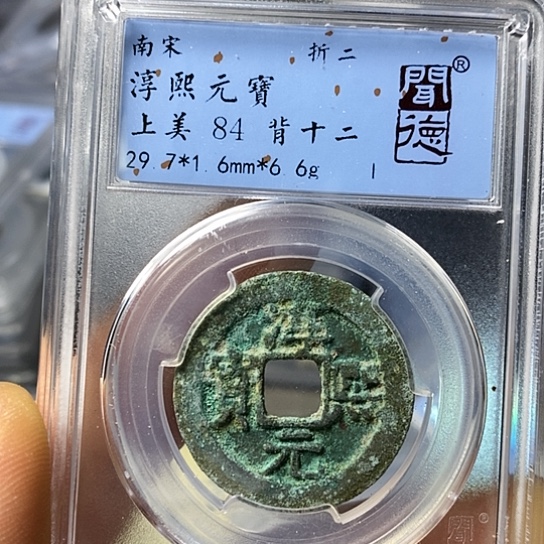 南宋 折二
淳熙元寶
上美 84 背十二
29.7*1.6mm*6.6g
聞德®
淳熙元寶
聞®